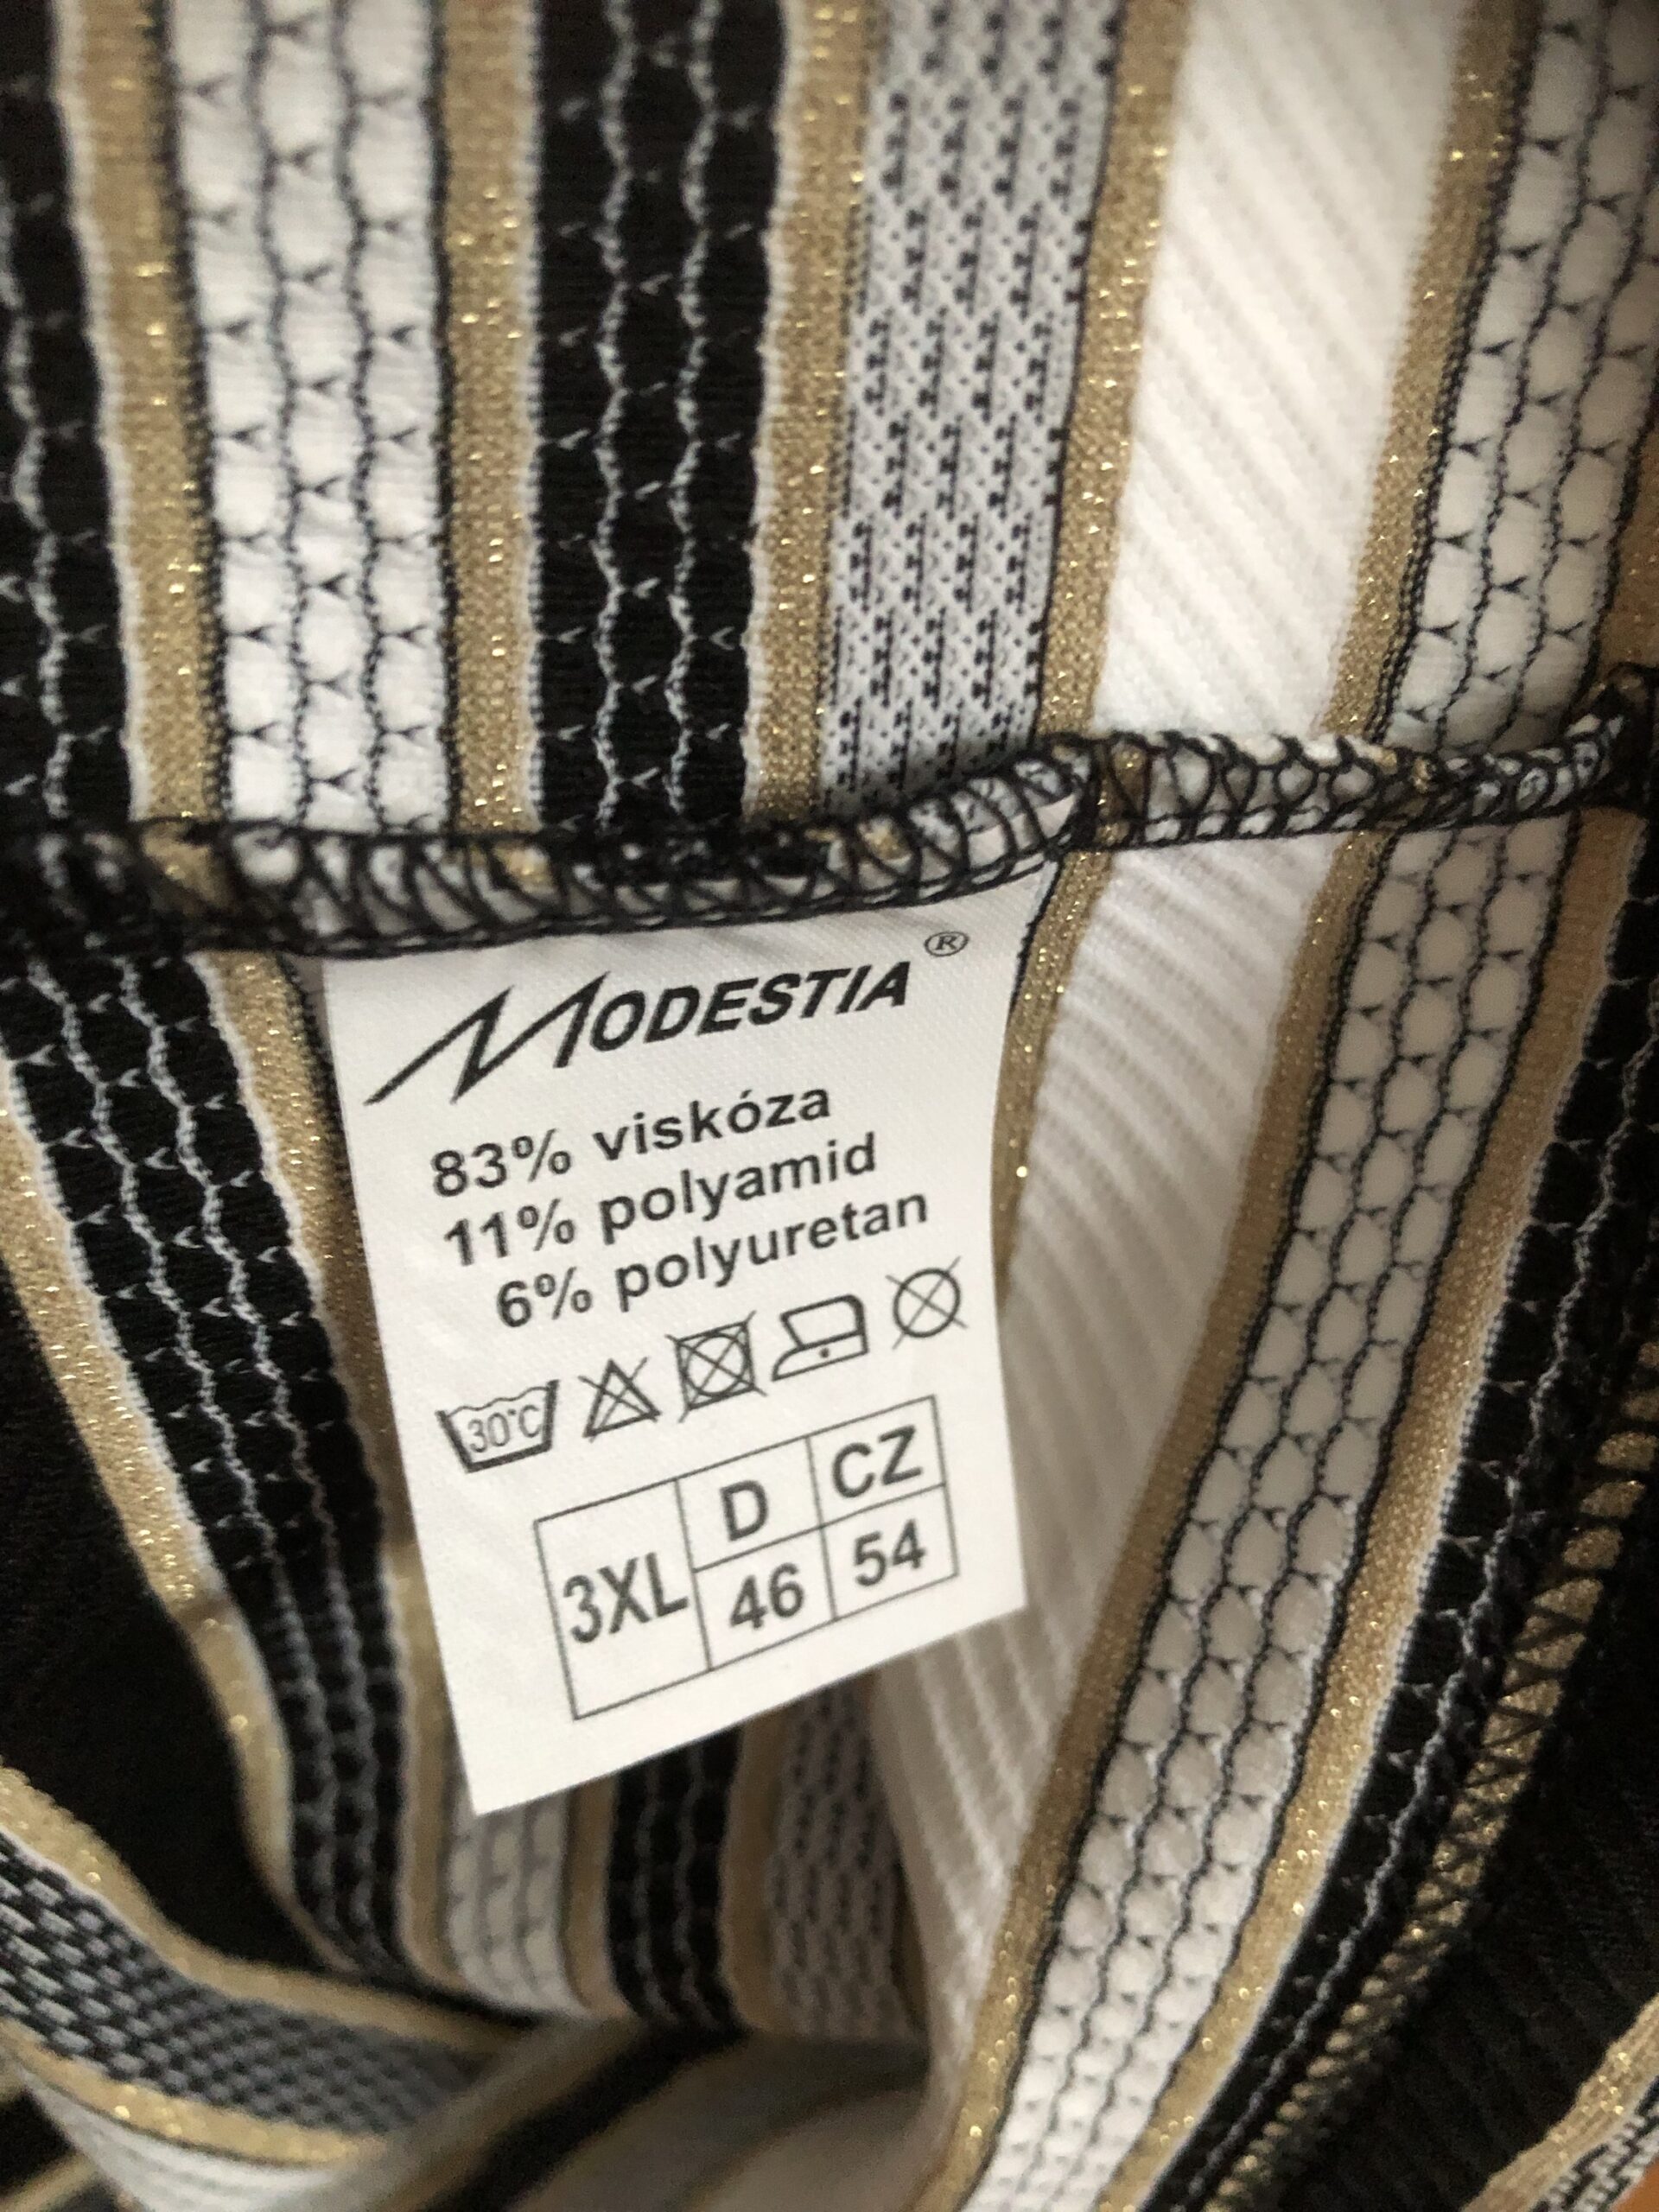 MODESTIA®
83% viskóza
11% polyamid
6% polyuretan
30°C
D CZ
3XL 46 54